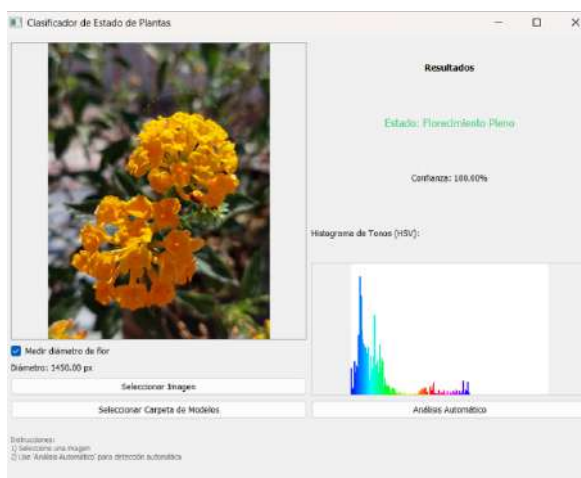 Clasificador de Estado de Plantas
Resultados
Estado: Florecimiento Pleno
Confianza: 100.00%
Histograma de Tonos (HSV):
Medir diámetro de flor
Diámetro: 1450.00 px
Seleccionar Imagen
Seleccionar Carpeta de Modelos
Análisis Automático
Instrucciones:
1) Seleccione una imagen
2) Use 'Análisis Automático' para detección automática